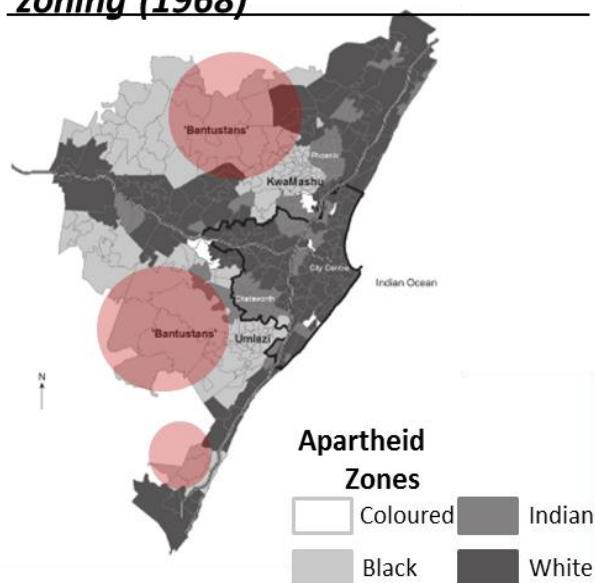 zoning (1968)
'Bantustans'
Phoenix
KwaMashu
City Centre
Indian Ocean
Chatsworth
'Bantustans'
Umlazi
N
Apartheid
Zones
Coloured
Indian
Black
White